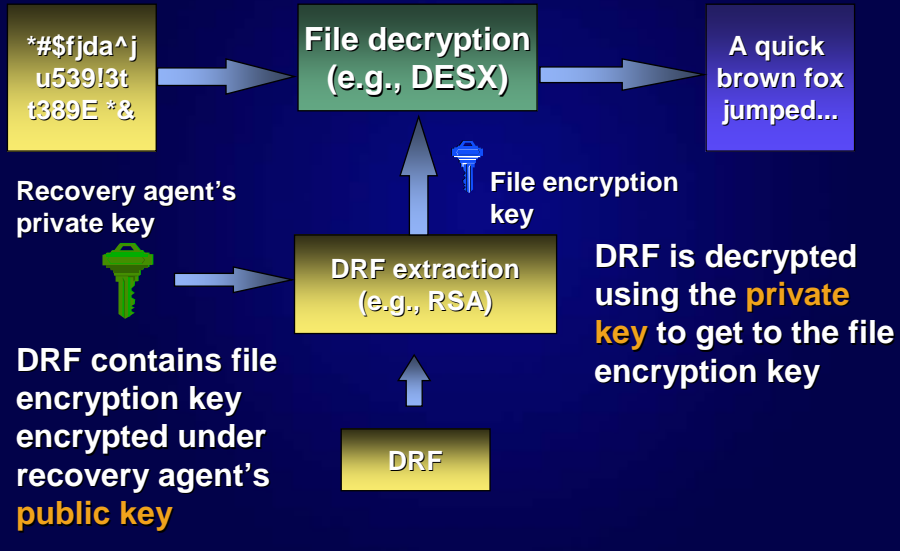 *#$fjda^j
u539!3t
t389E *&
File decryption
(e.g., DESX)
A quick
brown fox
jumped...
Recovery agent's
private key
File encryption
key
DRF extraction
(e.g., RSA)
DRF is decrypted
using the private
key to get to the file
encryption key
DRF contains file
encryption key
encrypted under
recovery agent's
public key
DRF